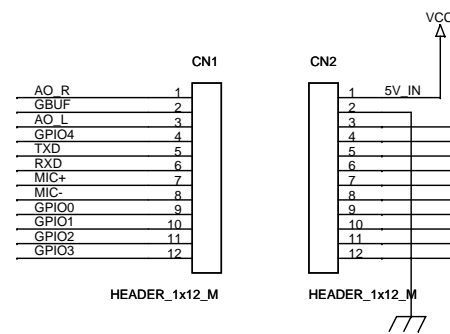 VCC
CN1
CN2
AO_R 1
GBUF 2
AO_L 3
GPIO4 4
TXD 5
RXD 6
MIC+ 7
MIC- 8
GPIO0 9
GPIO1 10
GPIO2 11
GPIO3 12
1 5V_IN
2
3
4
5
6
7
8
9
10
11
12
HEADER_1x12_M
HEADER_1x12_M